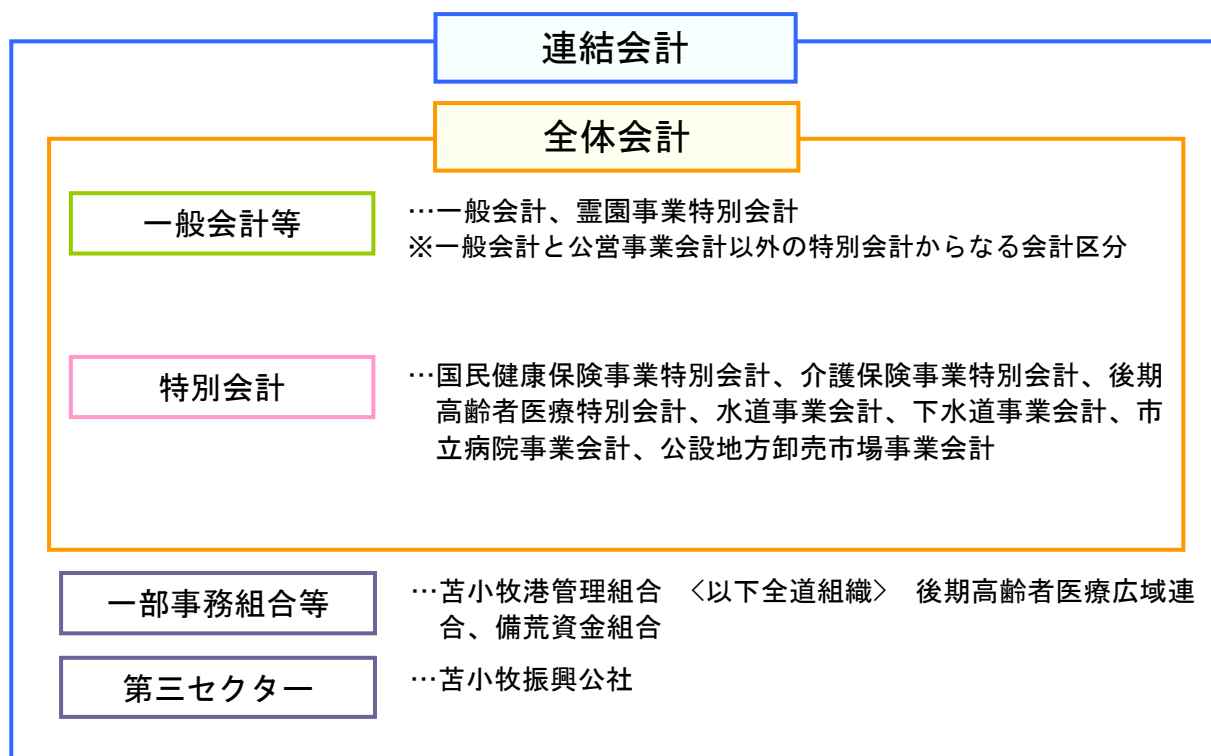 連結会計
全体会計
一般会計等
…一般会計、霊園事業特別会計
※一般会計と公営事業会計以外の特別会計からなる会計区分
特別会計
…国民健康保険事業特別会計、介護保険事業特別会計、後期
高齢者医療特別会計、水道事業会計、下水道事業会計、市
立病院事業会計、公設地方卸売市場事業会計
一部事務組合等
…苫小牧港管理組合　〈以下全道組織〉　後期高齢者医療広域連
合、備荒資金組合
第三セクター
…苫小牧振興公社